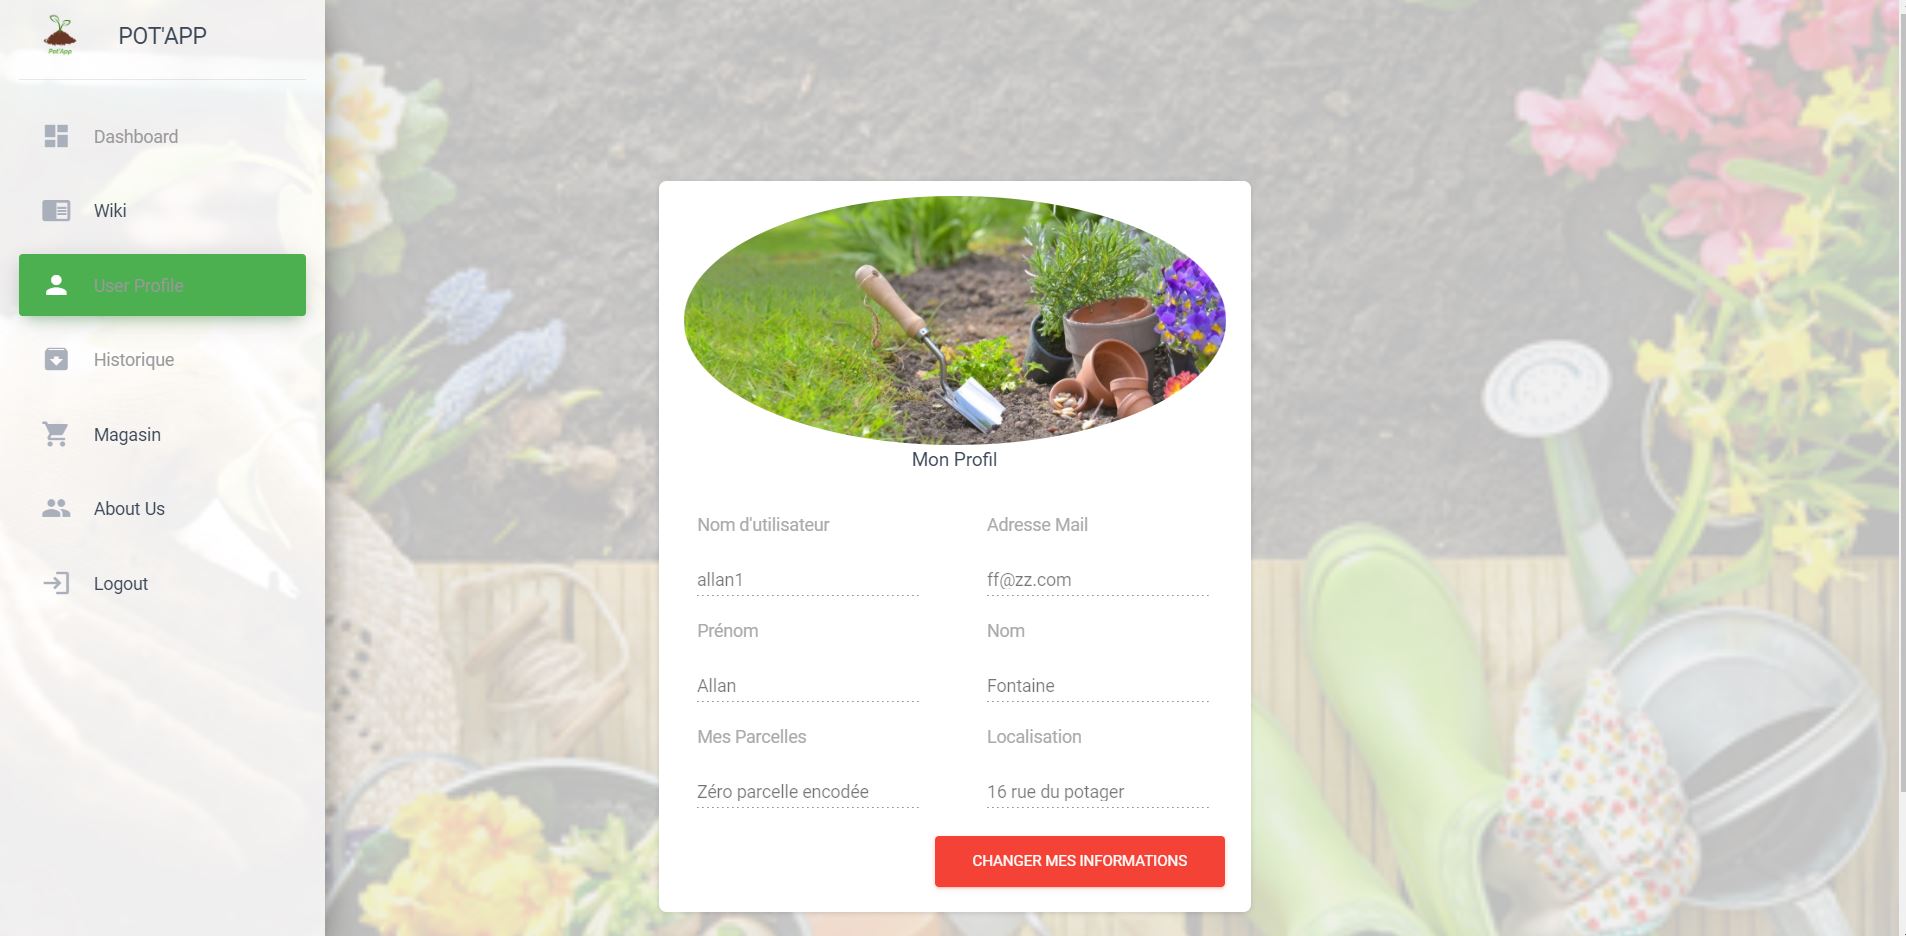 Pot'App
POT'APP
Dashboard
Wiki
User Profile
Historique
Magasin
About Us
Logout
Mon Profil
Nom d'utilisateur
Adresse Mail
allan1
ff@zz.com
Prénom
Nom
Allan
Fontaine
Mes Parcelles
Localisation
Zéro parcelle encodée
16 rue du potager
CHANGER MES INFORMATIONS